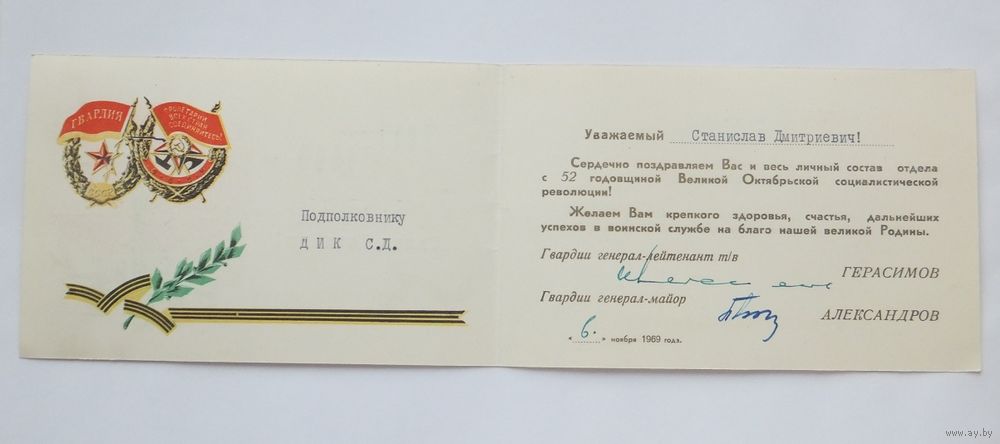 ГВАРДИЯ
ПРОЛЕТАРИИ
ВСЕХ СТРАН
СОЕДИНЯЙТЕСЬ!
Подполковнику
ДИК С.Д.
Уважаемый Станислав Дмитриевич!
Сердечно поздравляем Вас и весь личный состав отдела
с 52 годовщиной Великой Октябрьской социалистической
революции!
Желаем Вам крепкого здоровья, счастья, дальнейших
успехов в воинской службе на благо нашей великой Родины.
Гвардии генерал-лейтенант т/в
ГЕРАСИМОВ
Гвардии генерал-майор
АЛЕКСАНДРОВ
«6» ноября 1969 года.
www.ay.by